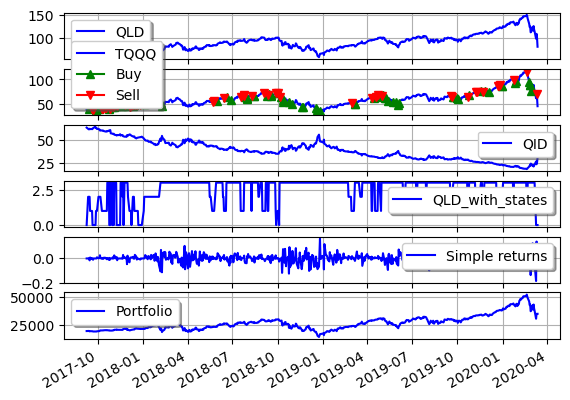 150
100
QLD
100
50
TQQQ
Buy
Sell
50
25
QID
2.5
0.0
QLD_with_states
0.0
−0.2
Simple returns
50000
25000
Portfolio
2017-10
2018-01
2018-04
2018-07
2018-10
2019-01
2019-04
2019-07
2019-10
2020-01
2020-04